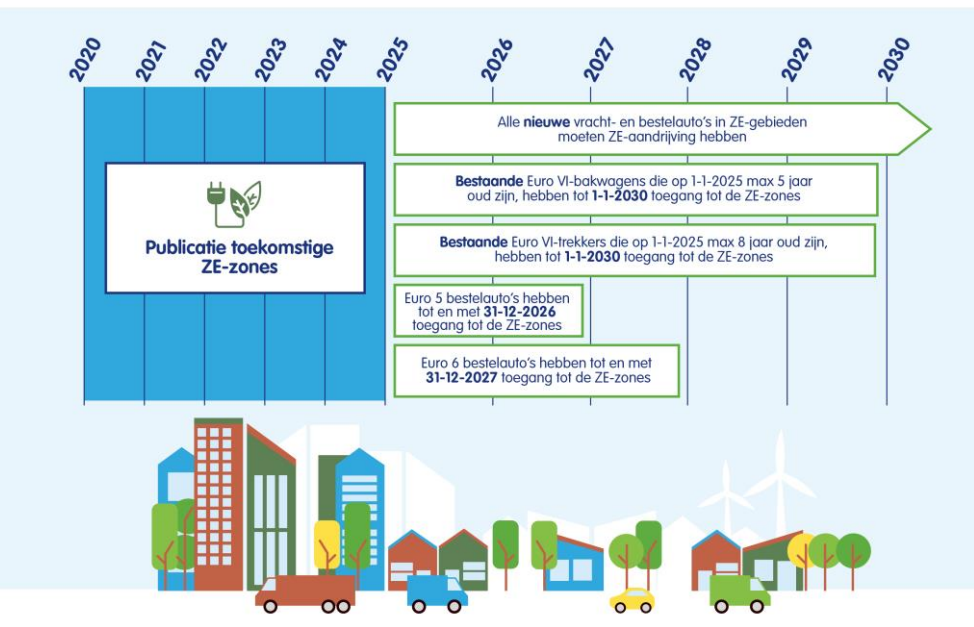 2020
2021
2022
2023
2024
2025
2026
2027
2028
2029
2030
Alle nieuwe vracht- en bestelauto's in ZE-gebieden
moeten ZE-aandrijving hebben
Bestaande Euro VI-bakwagens die op 1-1-2025 max 5 jaar
oud zijn, hebben tot 1-1-2030 toegang tot de ZE-zones
Publicatie toekomstige
ZE-zones
Bestaande Euro VI-trekkers die op 1-1-2025 max 8 jaar oud zijn,
hebben tot 1-1-2030 toegang tot de ZE-zones
Euro 5 bestelauto's hebben
tot en met 31-12-2026
toegang tot de ZE-zones
Euro 6 bestelauto's hebben tot en met
31-12-2027 toegang tot de ZE-zones